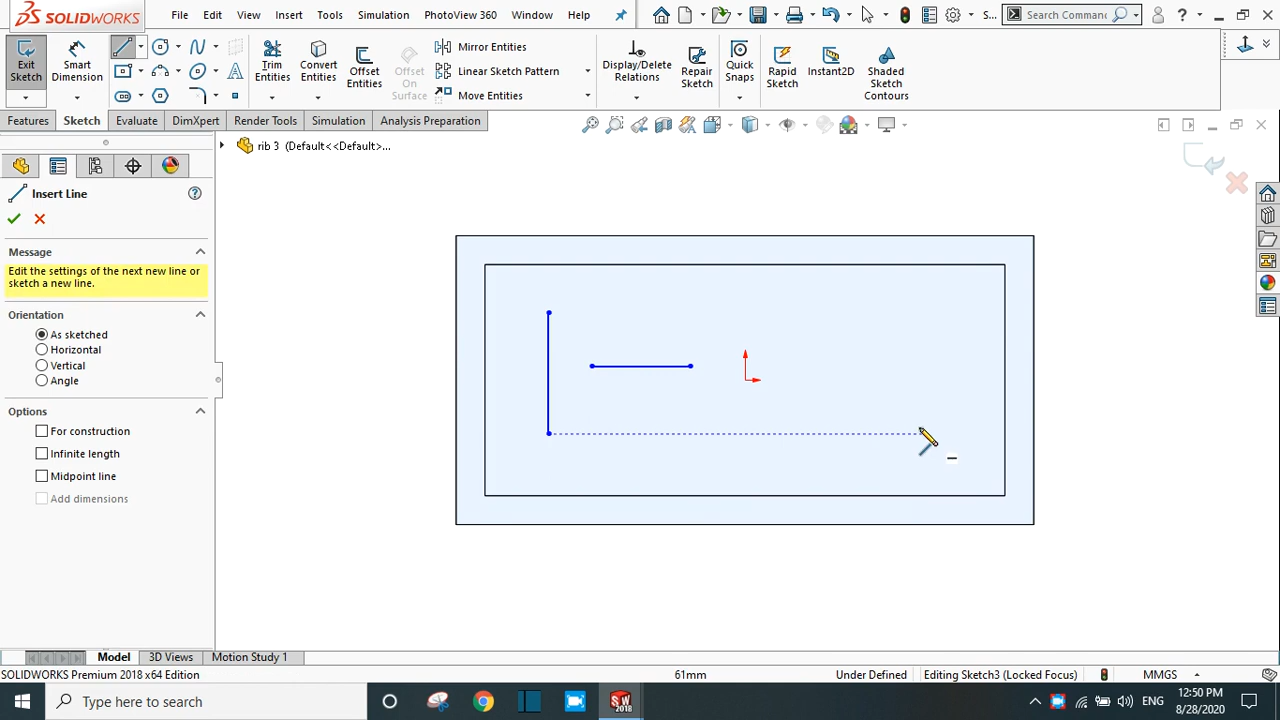 SOLIDWORKS
File
Edit
View
Insert
Tools
Simulation
PhotoView 360
Window
Help
S...
Search Commanc
Exit
Sketch
Smart
Dimension
Trim
Entities
Convert
Entities
Offset
Entities
Offset
On
Surface
Mirror Entities
Linear Sketch Pattern
Move Entities
Display/Delete
Relations
Repair
Sketch
Quick
Snaps
Rapid
Sketch
Instant2D
Shaded
Sketch
Contours
Features
Sketch
Evaluate
DimXpert
Render Tools
Simulation
Analysis Preparation
rib 3 (Default<<Default>...
Insert Line
Message
Edit the settings of the next new line or
sketch a new line.
Orientation
As sketched
Horizontal
Vertical
Angle
Options
For construction
Infinite length
Midpoint line
Add dimensions
Model
3D Views
Motion Study 1
SOLIDWORKS Premium 2018 x64 Edition
61mm
Under Defined
Editing Sketch3 (Locked Focus)
MMGS
Type here to search
SW
2018
ENG
12:50 PM
8/28/2020